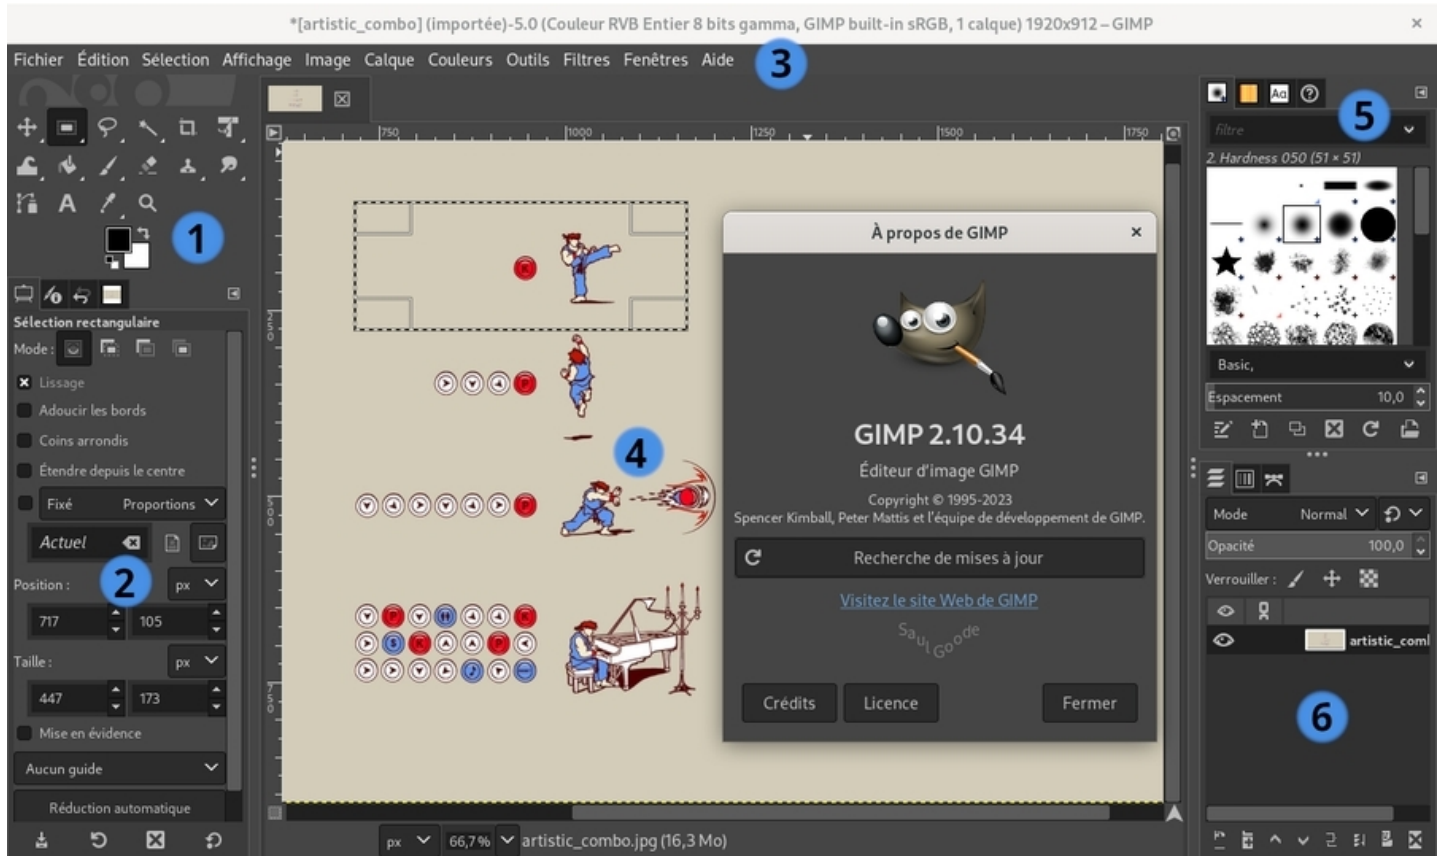 *[artistic_combo] (importée)-5.0 (Couleur RVB Entier 8 bits gamma, GIMP built-in sRGB, 1 calque) 1920x912 – GIMP
Fichier Édition Sélection Affichage Image Calque Couleurs Outils Filtres Fenêtres Aide
3
1
Sélection rectangulaire
Mode :
Lissage
Adoucir les bords
Coins arrondis
Étendre depuis le centre
Fixé Proportions
Actuel
2
Position : px
717 105
Taille : px
447 173
Mise en évidence
Aucun guide
Réduction automatique
750 1000 1250 1500 1750
250
500
750
K
P
4
P
P K
$ K P
px 66,7 % artistic_combo.jpg (16,3 Mo)
À propos de GIMP
GIMP 2.10.34
Éditeur d'image GIMP
Copyright © 1995-2023
Spencer Kimball, Peter Mattis et l'équipe de développement de GIMP.
Recherche de mises à jour
Visitez le site Web de GIMP
Saul Goode
Crédits Licence Fermer
Aa
5
filtre
2. Hardness 050 (51 × 51)
Basic,
Espacement 10,0
Mode Normal
Opacité 100,0
Verrouiller :
artistic_coml
6